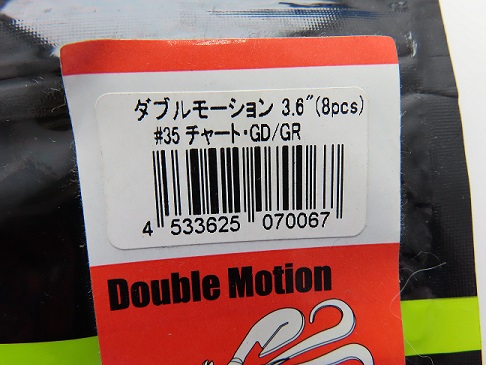 ダブルモーション 3.6"(8pcs)
#35 チャート・GD/GR
4 533625 070067
Double Motion